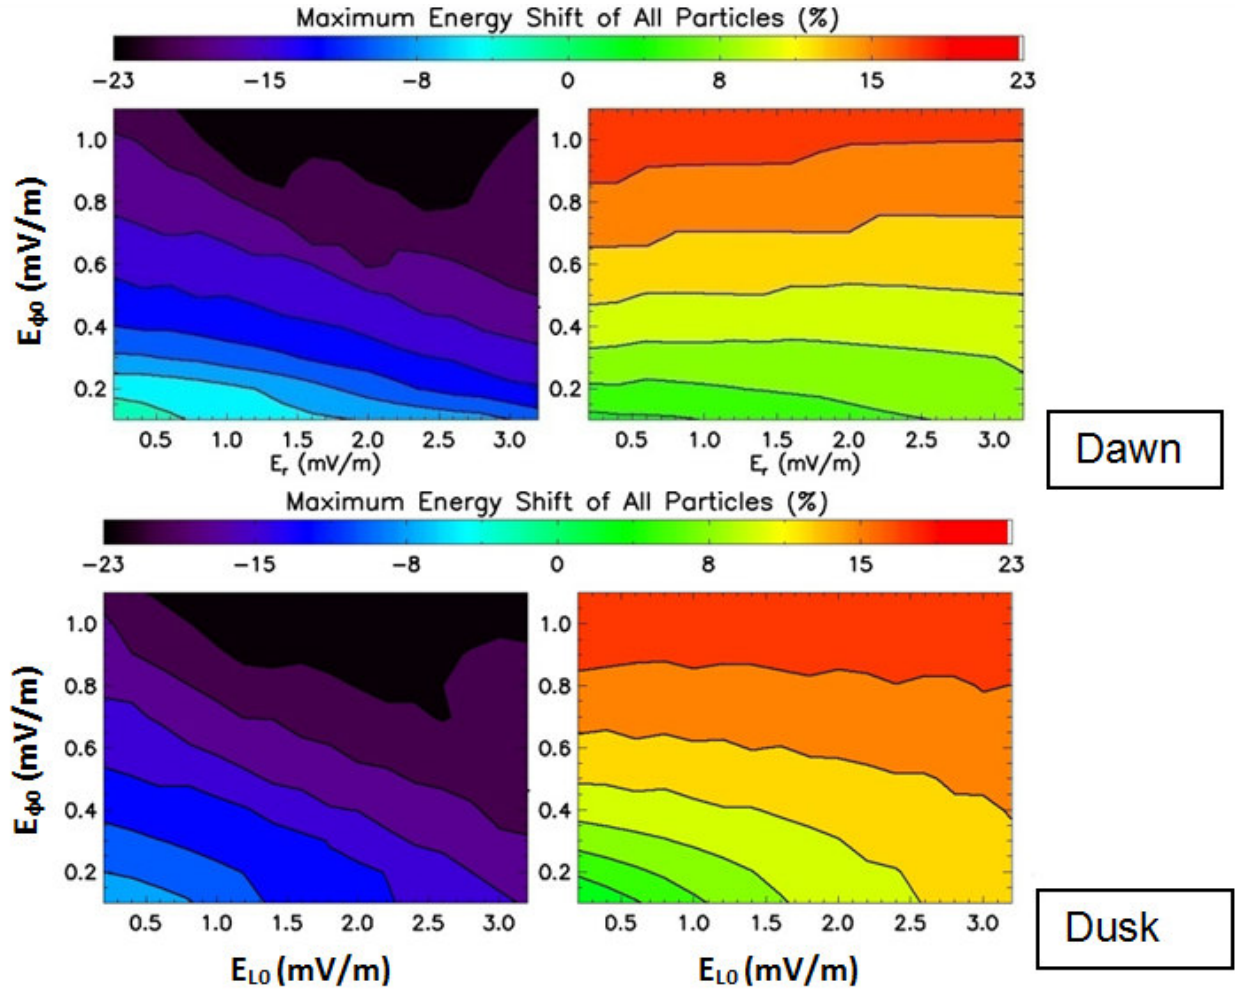 Maximum Energy Shift of All Particles (%)
-23 -15 -8 0 8 15 23
Eϕ0 (mV/m)
1.0 1.0
0.8 0.8
0.6 0.6
0.4 0.4
0.2 0.2
0.5 1.0 1.5 2.0 2.5 3.0 0.5 1.0 1.5 2.0 2.5 3.0
Er (mV/m) Er (mV/m)
Dawn
Maximum Energy Shift of All Particles (%)
-23 -15 -8 0 8 15 23
Eϕ0 (mV/m)
1.0 1.0
0.8 0.8
0.6 0.6
0.4 0.4
0.2 0.2
0.5 1.0 1.5 2.0 2.5 3.0 0.5 1.0 1.5 2.0 2.5 3.0
EL0 (mV/m) EL0 (mV/m)
Dusk